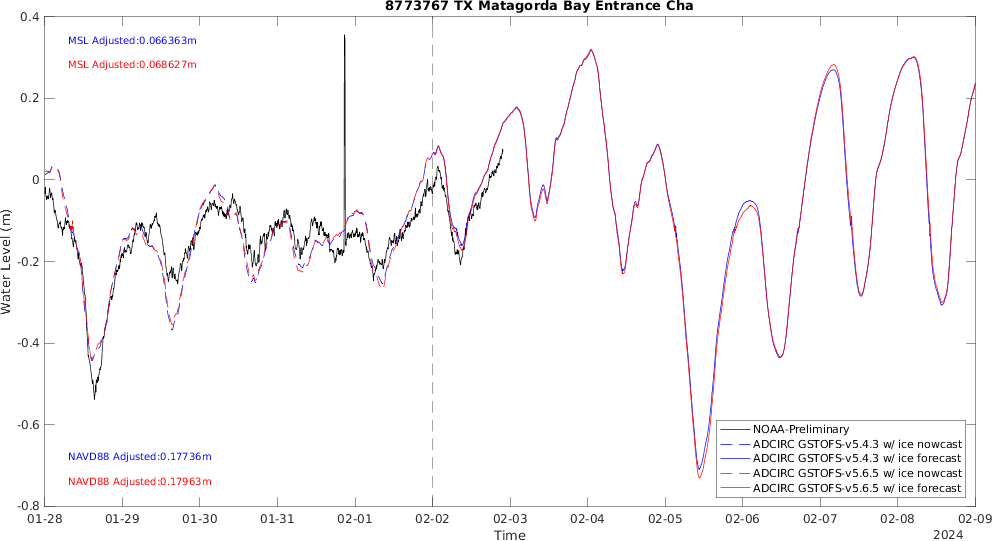 8773767 TX Matagorda Bay Entrance Cha
MSL Adjusted:0.066363m
MSL Adjusted:0.068627m
0.4
0.2
0
-0.2
-0.4
-0.6
-0.8
Water Level (m)
NAVD88 Adjusted:0.17736m
NAVD88 Adjusted:0.17963m
NOAA-Preliminary
ADCIRC GSTOFS-v5.4.3 w/ ice nowcast
ADCIRC GSTOFS-v5.4.3 w/ ice forecast
ADCIRC GSTOFS-v5.6.5 w/ ice nowcast
ADCIRC GSTOFS-v5.6.5 w/ ice forecast
01-28 01-29 01-30 01-31 02-01 02-02 02-03 02-04 02-05 02-06 02-07 02-08 02-09
Time
2024